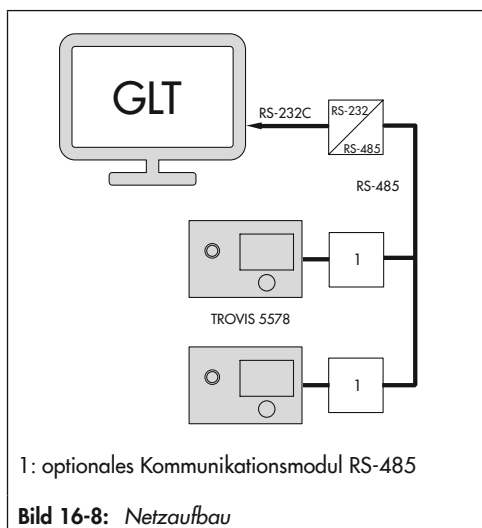 GLT
RS-232C
RS-232
RS-485
RS-485
1
TROVIS 5578
1
1: optionales Kommunikationsmodul RS-485
Bild 16-8: Netzaufbau